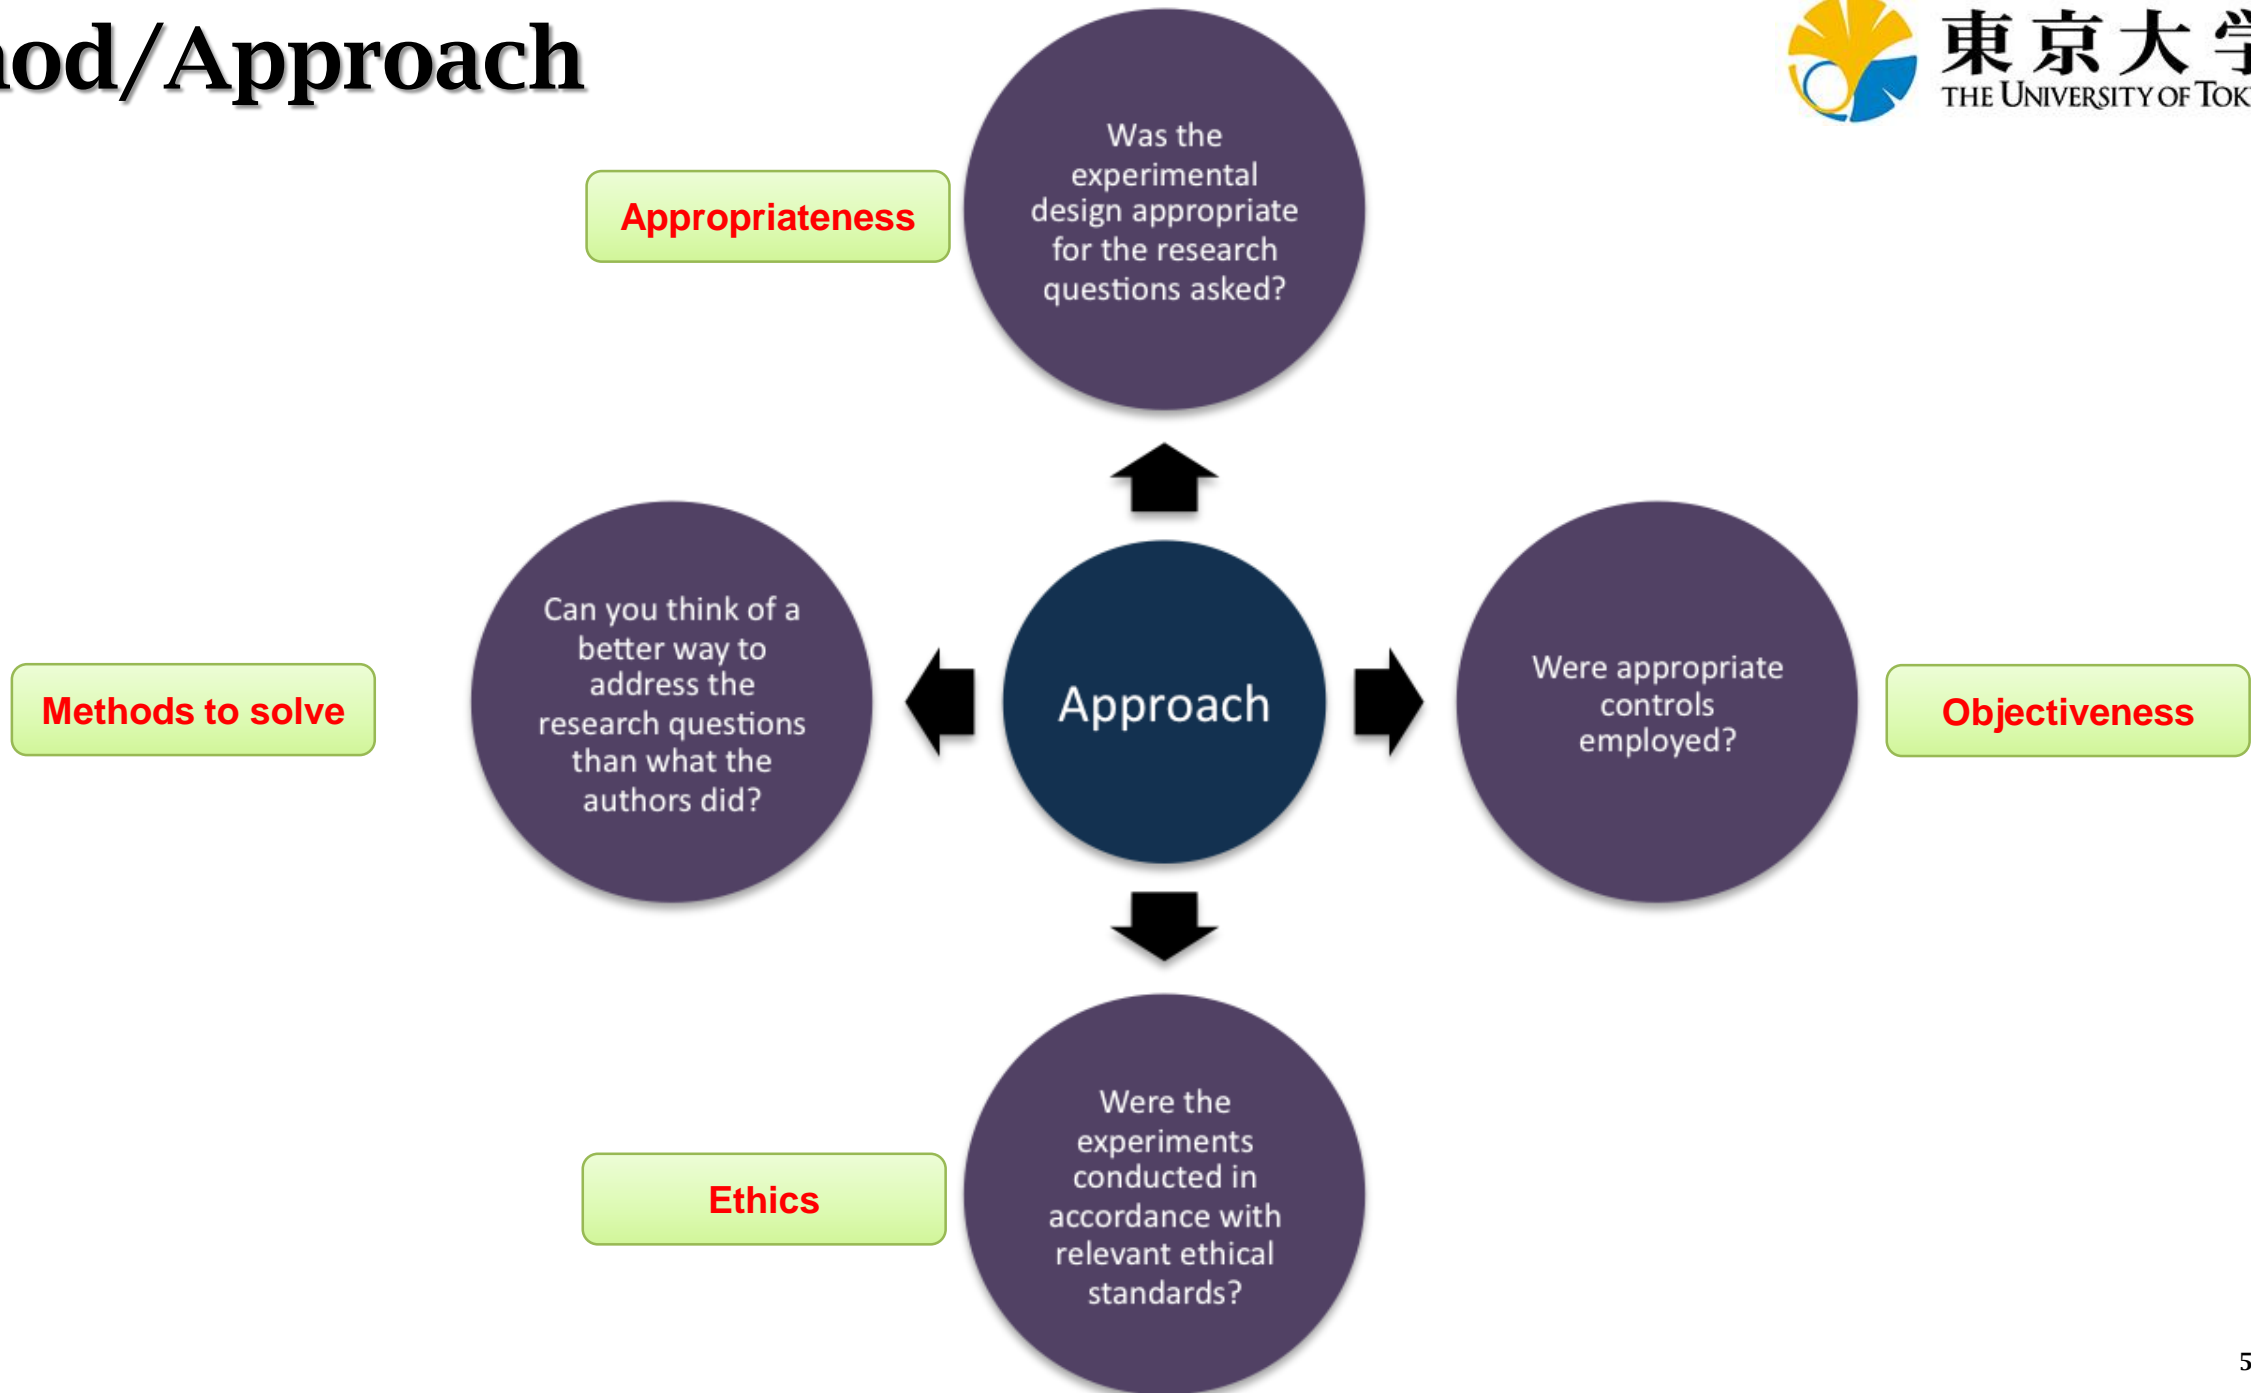 nod/Approach
東京大学
THE UNIVERSITY OF TOK
Appropriateness
Was the
experimental
design appropriate
for the research
questions asked?
Methods to solve
Can you think of a
better way to
address the
research questions
than what the
authors did?
Approach
Were appropriate
controls
employed?
Objectiveness
Ethics
Were the
experiments
conducted in
accordance with
relevant ethical
standards?
5